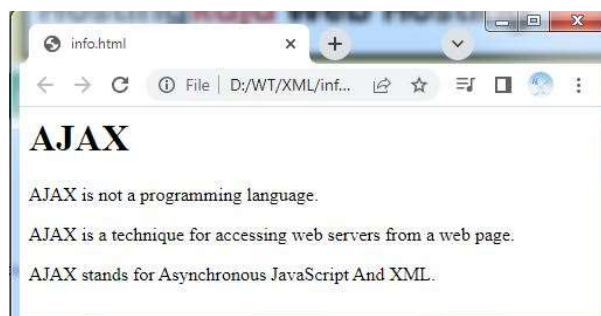 info.html
File D:/WT/XML/inf...
AJAX
AJAX is not a programming language.
AJAX is a technique for accessing web servers from a web page.
AJAX stands for Asynchronous JavaScript And XML.